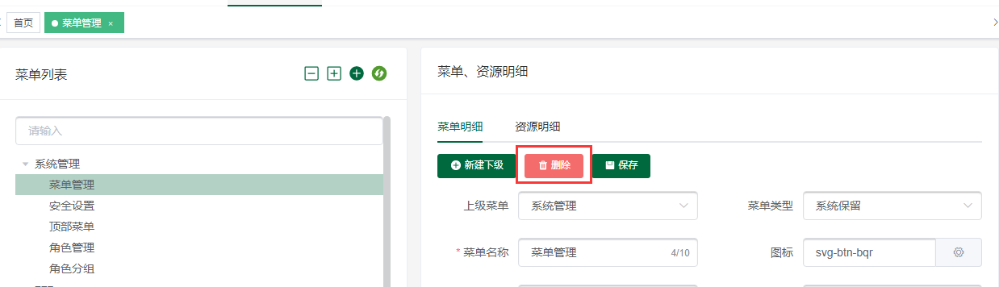 首页 菜单管理 ×
菜单列表
请输入
系统管理
菜单管理
安全设置
顶部菜单
角色管理
角色分组
菜单、资源明细
菜单明细 资源明细
新建下级 删除 保存
上级菜单 系统管理 菜单类型 系统保留
* 菜单名称 菜单管理 4/10 图标 svg-btn-bqr